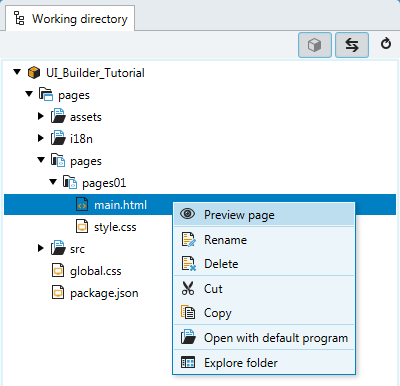 Working directory
UI_Builder_Tutorial
pages
assets
i18n
pages
pages01
main.html
style.css
src
global.css
package.json
Preview page
Rename
Delete
Cut
Copy
Open with default program
Explore folder